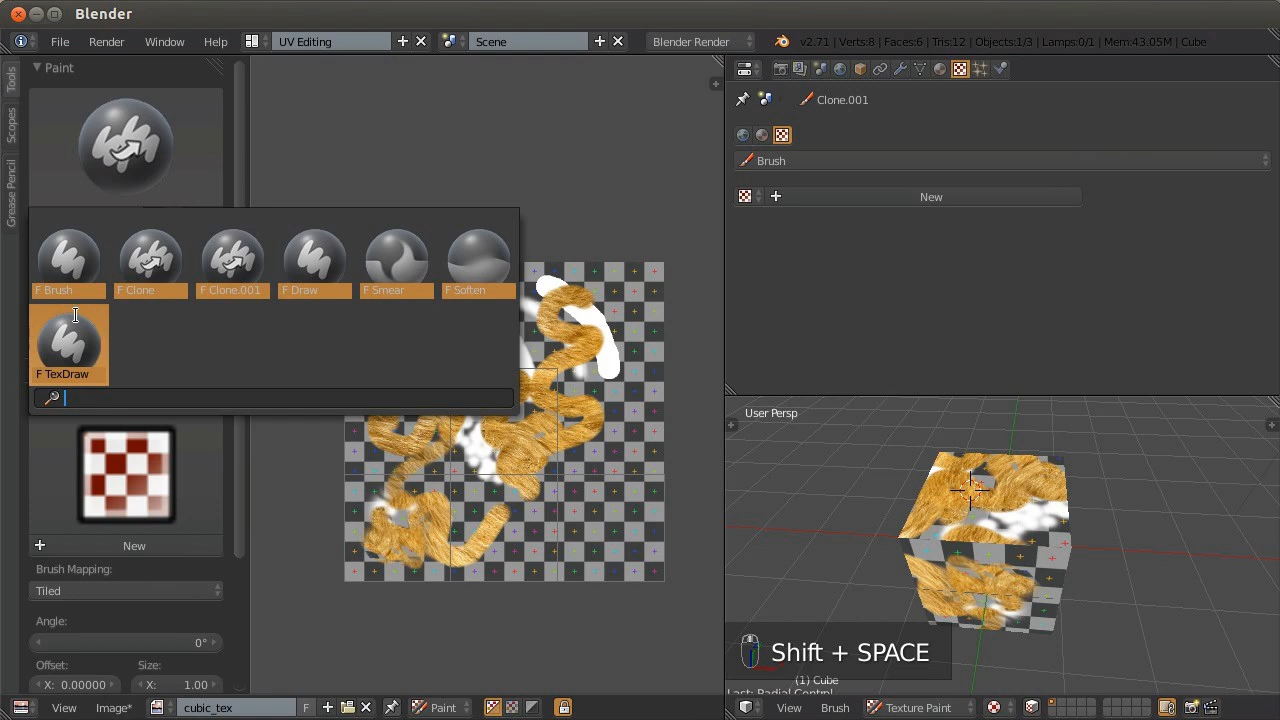 Blender
File Render Window Help UV Editing Scene Blender Render v2.71 | Verts:8 | Faces:6 | Tris:12 | Objects:1/3 | Lamps:0/1 | Mem:43.05M | Cube
Tools
Scopes
Grease Pencil
Paint
F Brush F Clone F Clone.001 F Draw F Smear F Soften
F TexDraw
New
Brush Mapping:
Tiled
Angle:
0°
Offset: Size:
X: 0.00000 X: 1.00
View Image* cubic_tex F Paint
Clone.001
Brush
New
User Persp
Shift + SPACE
(1) Cube
Last: Radial Control
View Brush Texture Paint